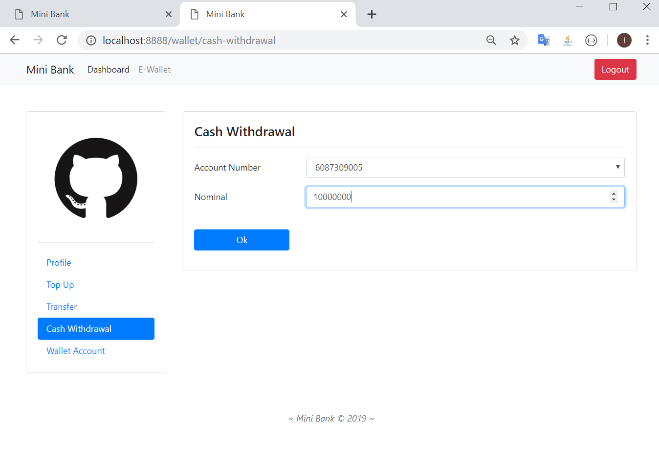 Mini Bank
Mini Bank
localhost:8888/wallet/cash-withdrawal
I
Mini Bank Dashboard E-Wallet Logout
Profile
Top Up
Transfer
Cash Withdrawal
Wallet Account
Cash Withdrawal
Account Number 6087309005
Nominal 10000000
Ok
~ Mini Bank © 2019 ~